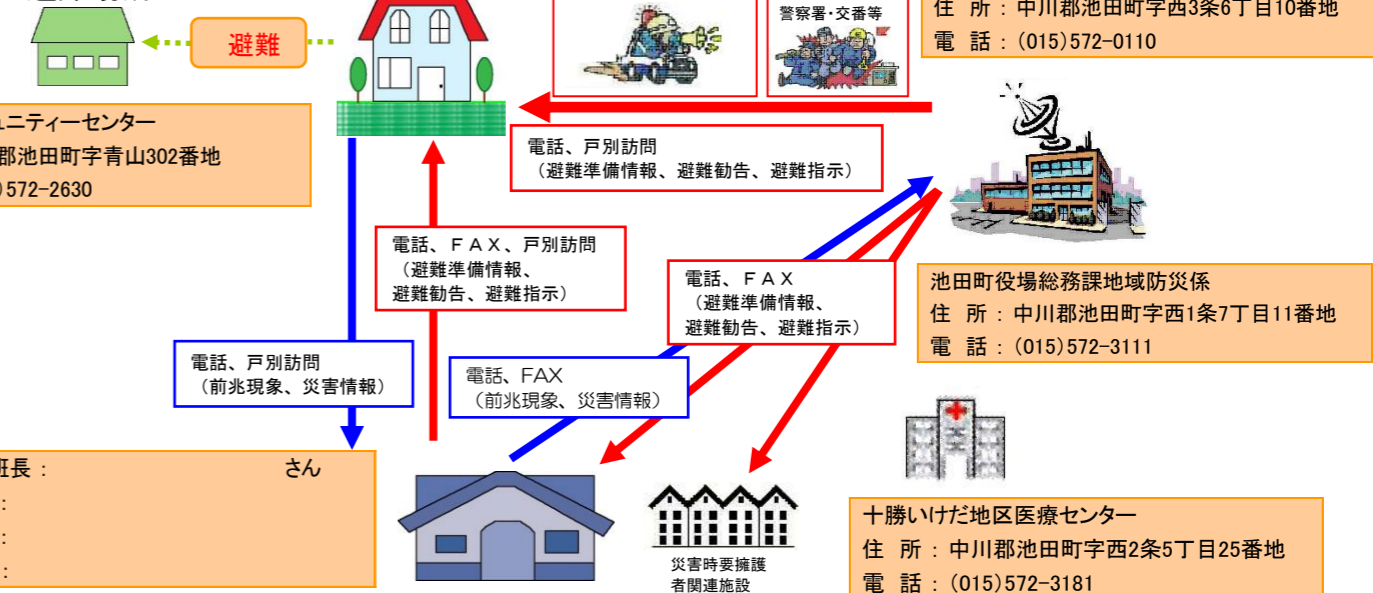 避難
警察署・交番等
住 所：中川郡池田町字西3条6丁目10番地
電 話：(015)572-0110
ュニティーセンター
郡池田町字青山302番地
)572-2630
電話、戸別訪問
（避難準備情報、避難勧告、避難指示）
電話、ＦＡＸ、戸別訪問
（避難準備情報、
避難勧告、避難指示）
電話、ＦＡＸ
（避難準備情報、
避難勧告、避難指示）
池田町役場総務課地域防災係
住 所：中川郡池田町字西1条7丁目11番地
電 話：(015)572-3111
電話、戸別訪問
（前兆現象、災害情報）
電話、FAX
（前兆現象、災害情報）
班長： さん
：
：
：
災害時要擁護
者関連施設
十勝いけだ地区医療センター
住 所：中川郡池田町字西2条5丁目25番地
電 話：(015)572-3181